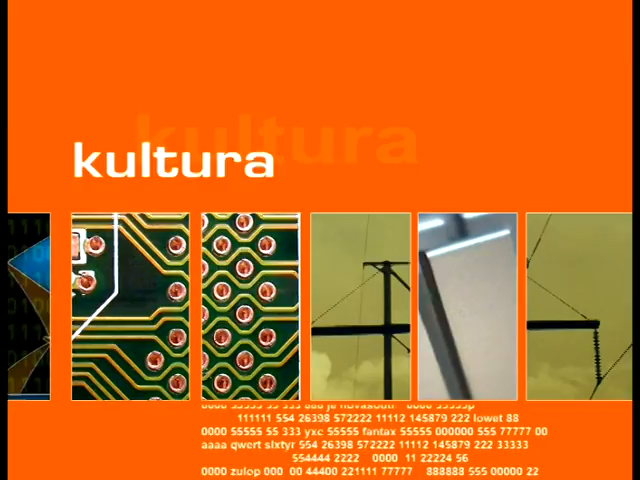 kultura
kultura
111111 554 26398 572222 11112 145879 222 lowet 88
0000 55555 55 333 yxc 55555 fantax 55555 000000 555 77777 00
aaaa qwert sixtyr 554 26398 572222 11112 145879 222 33333
554444 2222 0000 11 22224 56
0000 zulop 000 00 44400 221111 77777 888888 555 00000 22